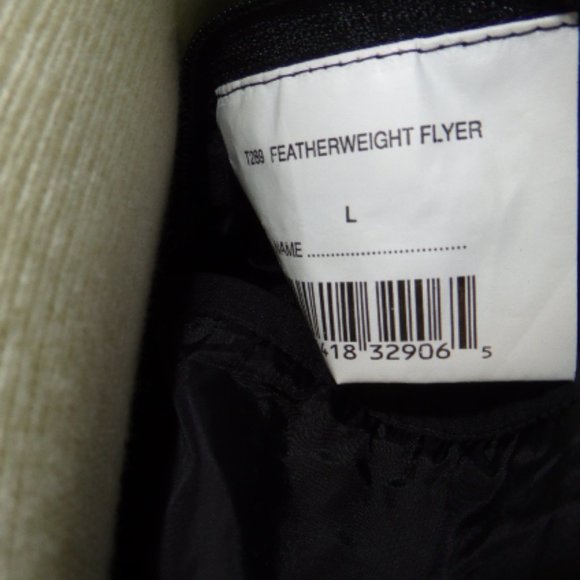 T289 FEATHERWEIGHT FLYER
L
NAME ..................................
418 32906 5